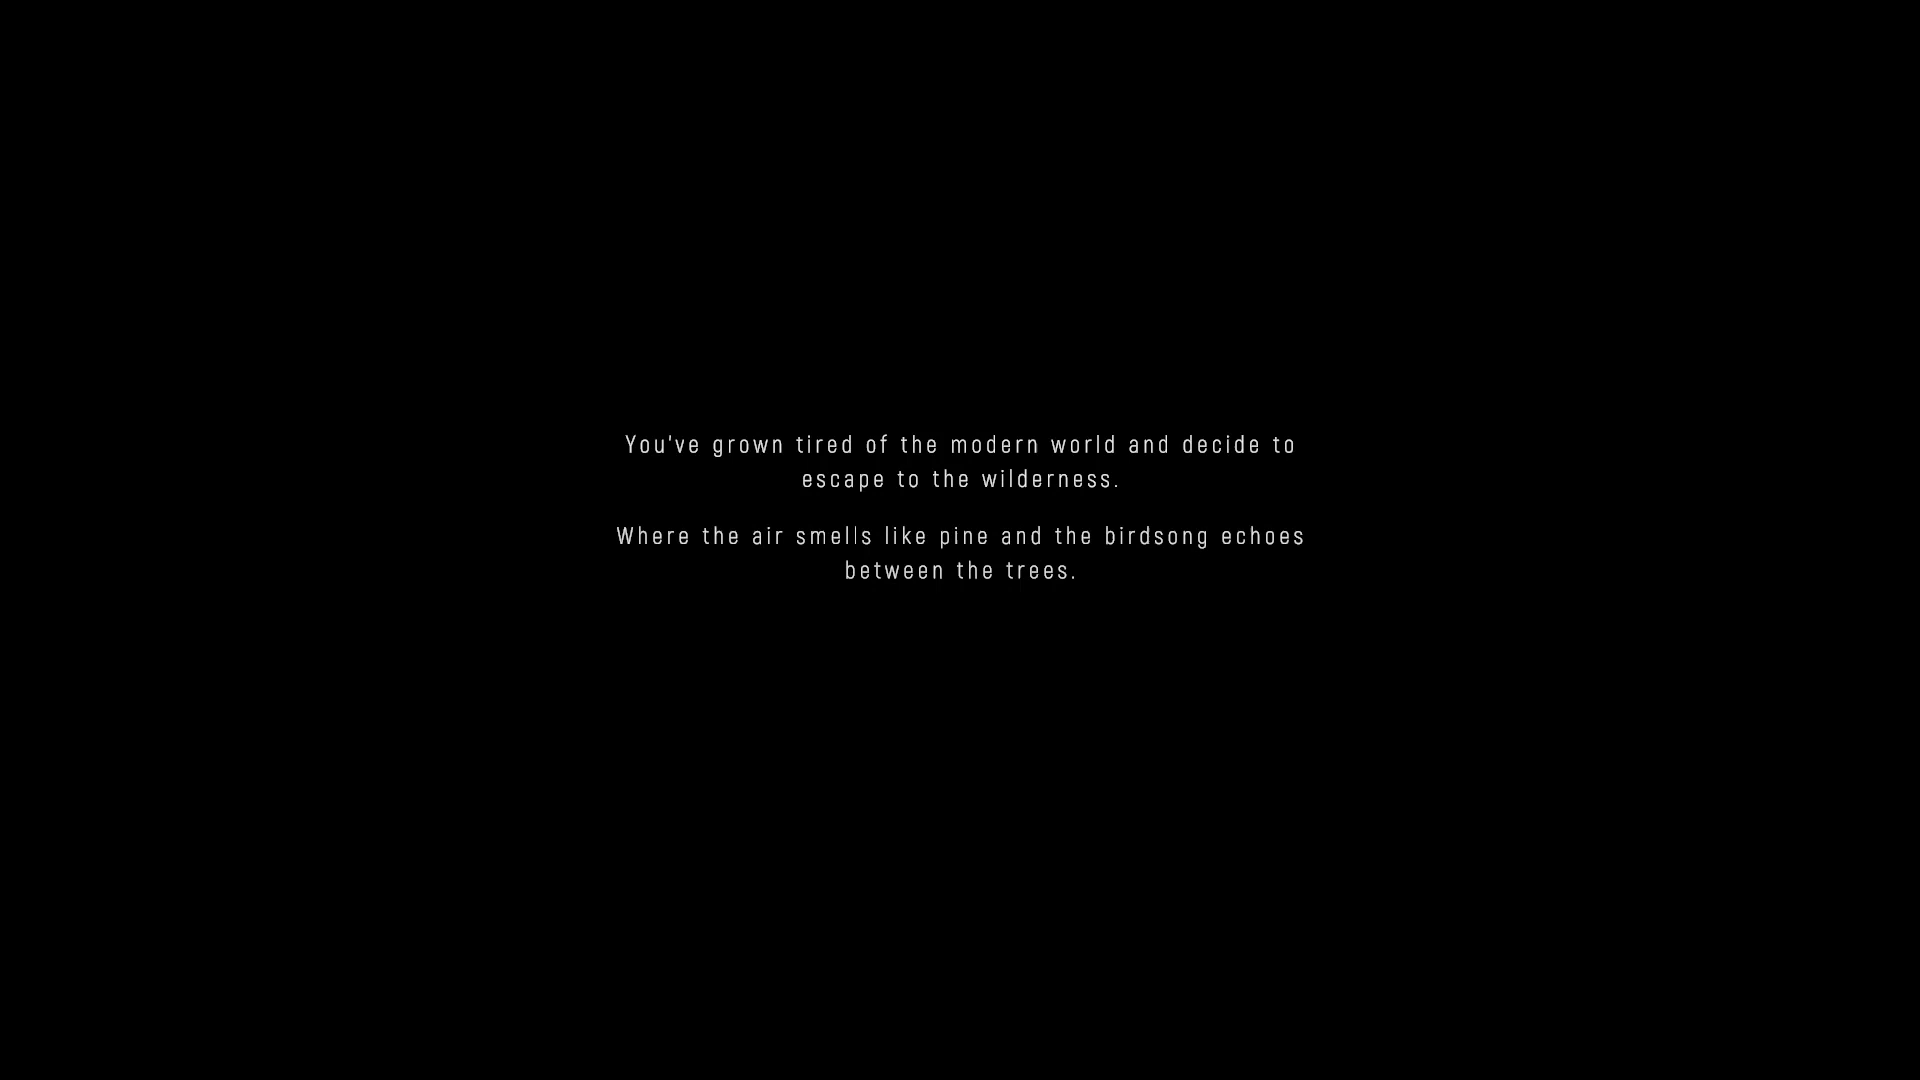 You've grown tired of the modern world and decide to
escape to the wilderness.
Where the air smells like pine and the birdsong echoes
between the trees.